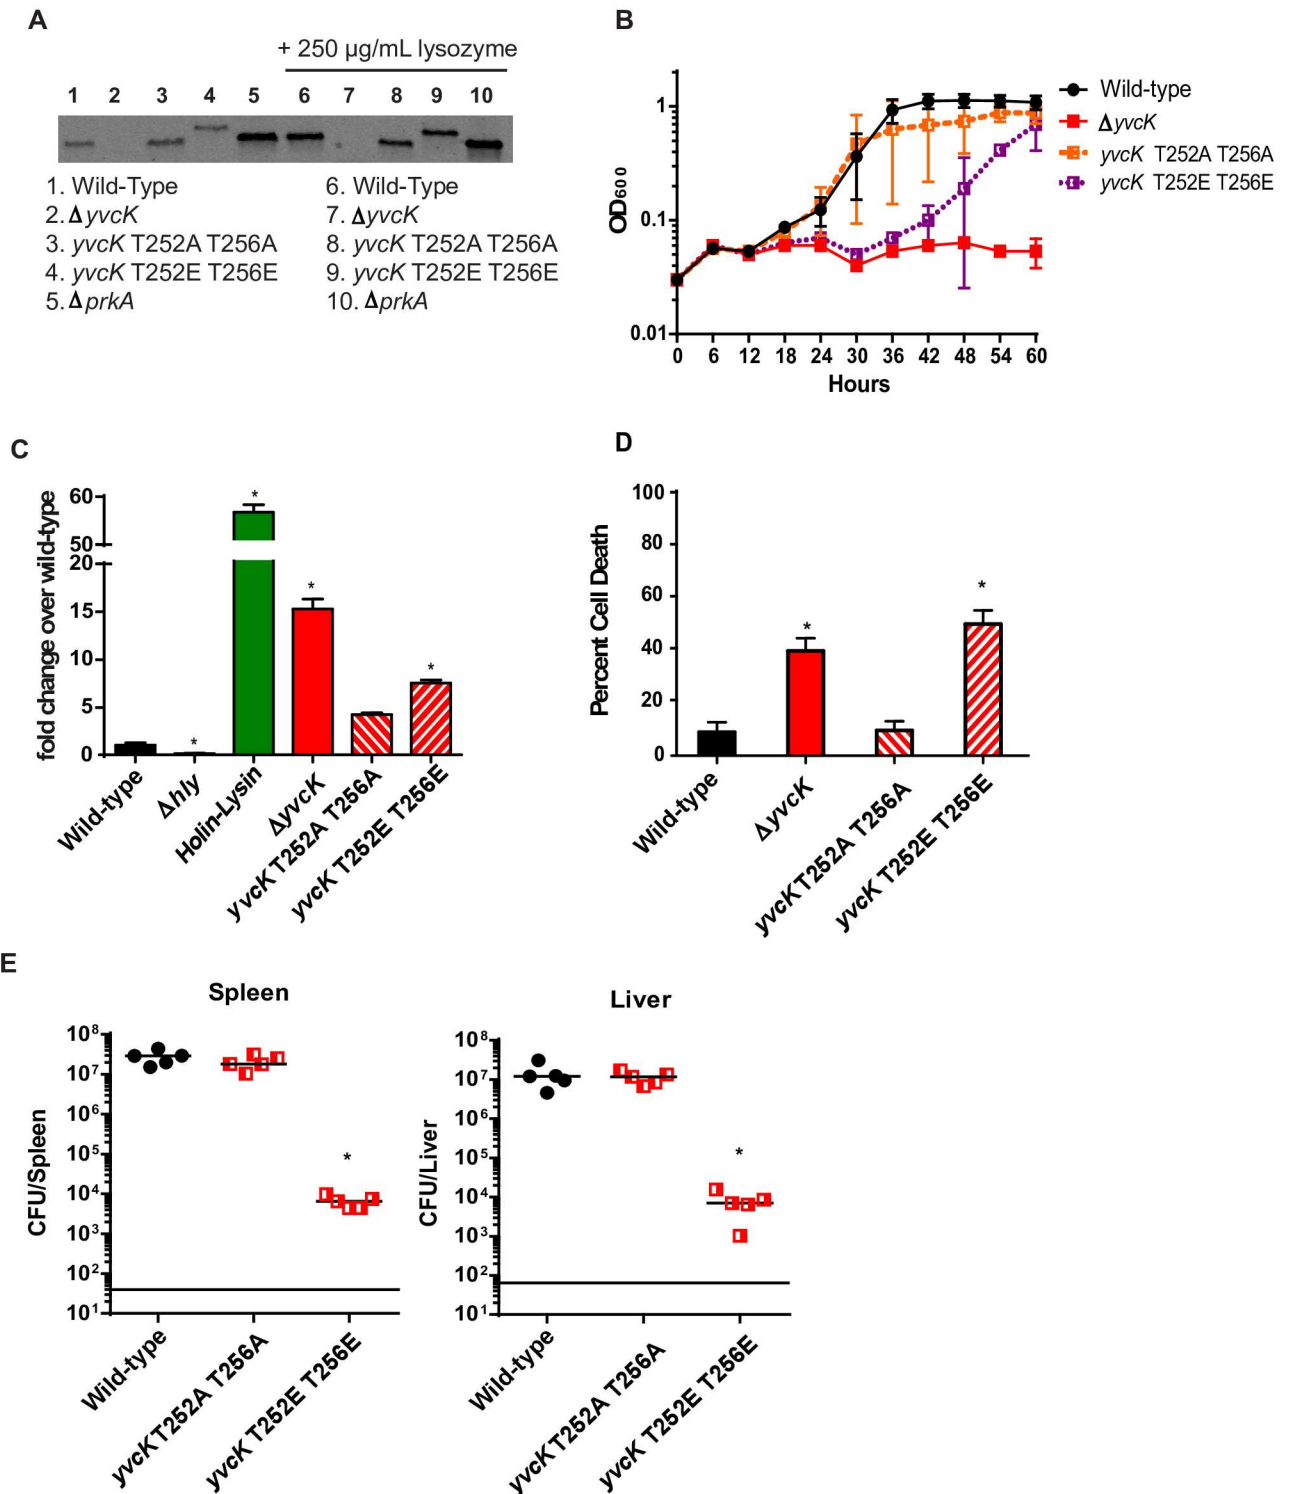 A
+ 250 µg/mL lysozyme
1 2 3 4 5 6 7 8 9 10
1. Wild-Type
2. ΔyvcK
3. yvcK T252A T256A
4. yvcK T252E T256E
5. ΔprkA
6. Wild-Type
7. ΔyvcK
8. yvcK T252A T256A
9. yvcK T252E T256E
10. ΔprkA
B
OD600
1
0.1
0.01
0 6 12 18 24 30 36 42 48 54 60
Hours
Wild-type
ΔyvcK
yvcK T252A T256A
yvcK T252E T256E
C
fold change over wild-type
60
50
20
15
10
5
0
*
*
*
*
Wild-type
Δhly
Holin-Lysin
ΔyvcK
yvcK T252A T256A
yvcK T252E T256E
D
Percent Cell Death
100
80
60
40
20
0
*
*
Wild-type
ΔyvcK
yvcK T252A T256A
yvcK T252E T256E
E
Spleen
CFU/Spleen
10⁸
10⁷
10⁶
10⁵
10⁴
10³
10²
10¹
*
Wild-type
yvcK T252A T256A
yvcK T252E T256E
Liver
CFU/Liver
10⁸
10⁷
10⁶
10⁵
10⁴
10³
10²
10¹
*
Wild-type
yvcK T252A T256A
yvcK T252E T256E